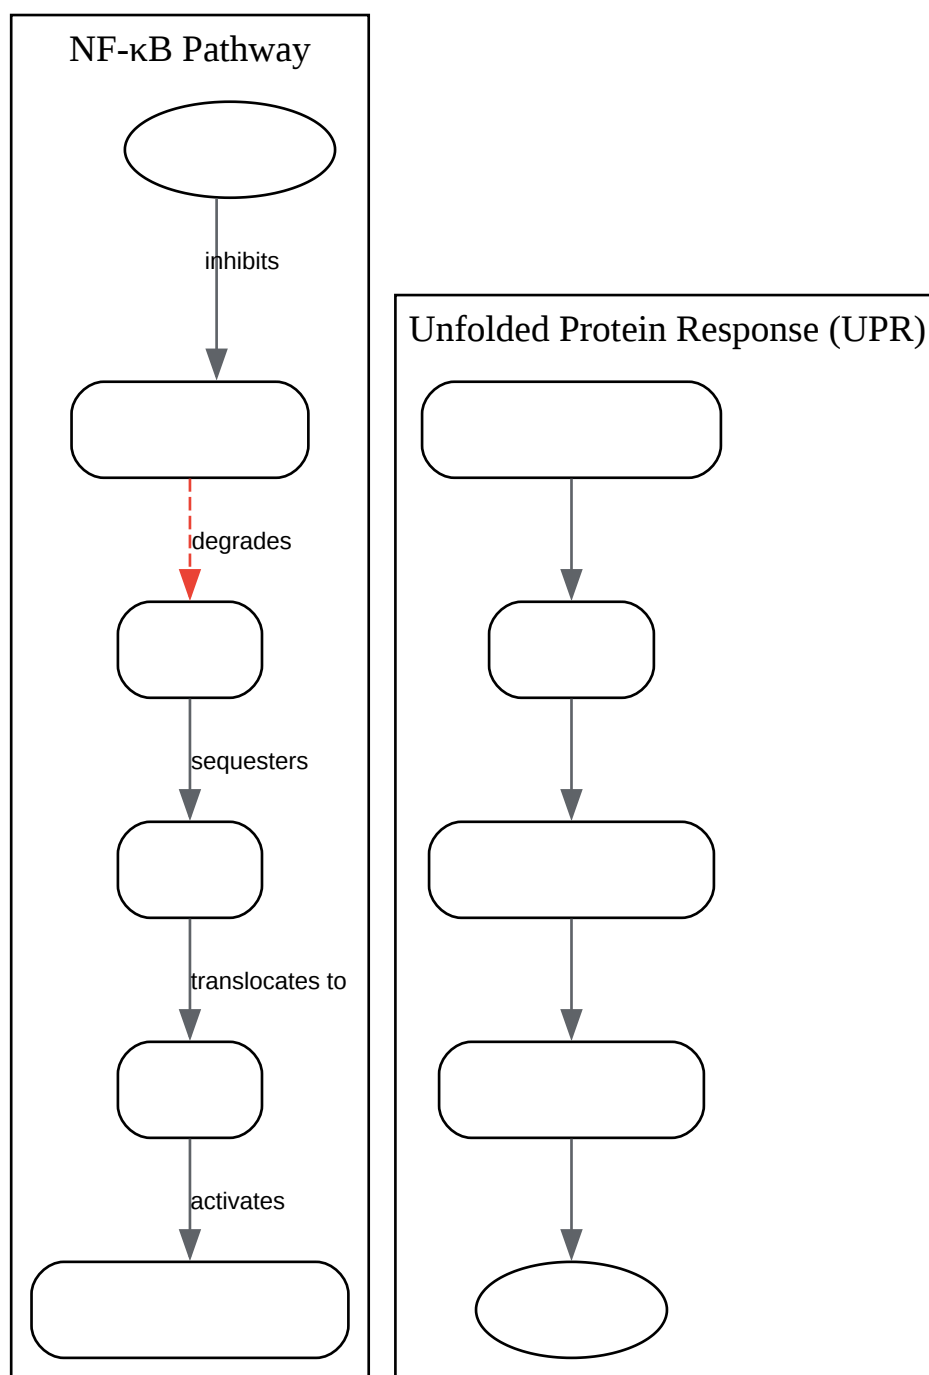 NF-κB Pathway
inhibits
Unfolded Protein Response (UPR)
degrades
sequesters
translocates to
activates